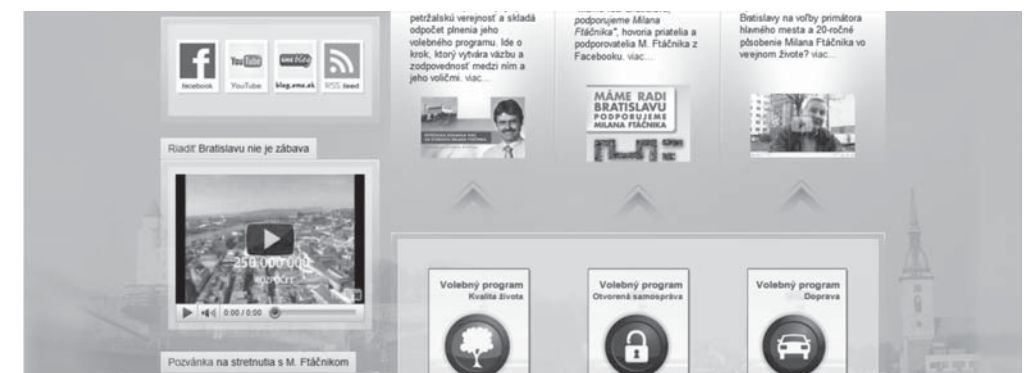 facebook
YouTube
YouTube
sme blog
blog.sme.sk
RSS feed
Riadiť Bratislavu nie je zábava
250 000 000
ROZPOČET
0:00 / 0:00
Pozvánka na stretnutia s M. Ftáčnikom
petržalskú verejnosť a skladá
odpočet plnenia jeho
volebného programu. Ide o
krok, ktorý vytvára väzbu a
zodpovednosť medzi ním a
jeho voličmi. viac...
podporujeme Milana
Ftáčnika", hovoria priatelia a
podporovatelia M. Ftáčnika z
Facebooku. viac...
MÁME RADI
BRATISLAVU
PODPORUJEME
MILANA FTÁČNIKA
Bratislavy na voľby primátora
hlavného mesta a 20-ročné
pôsobenie Milana Ftáčnika vo
verejnom živote? viac...
Volebný program
Kvalita života
Volebný program
Otvorená samospráva
Volebný program
Doprava